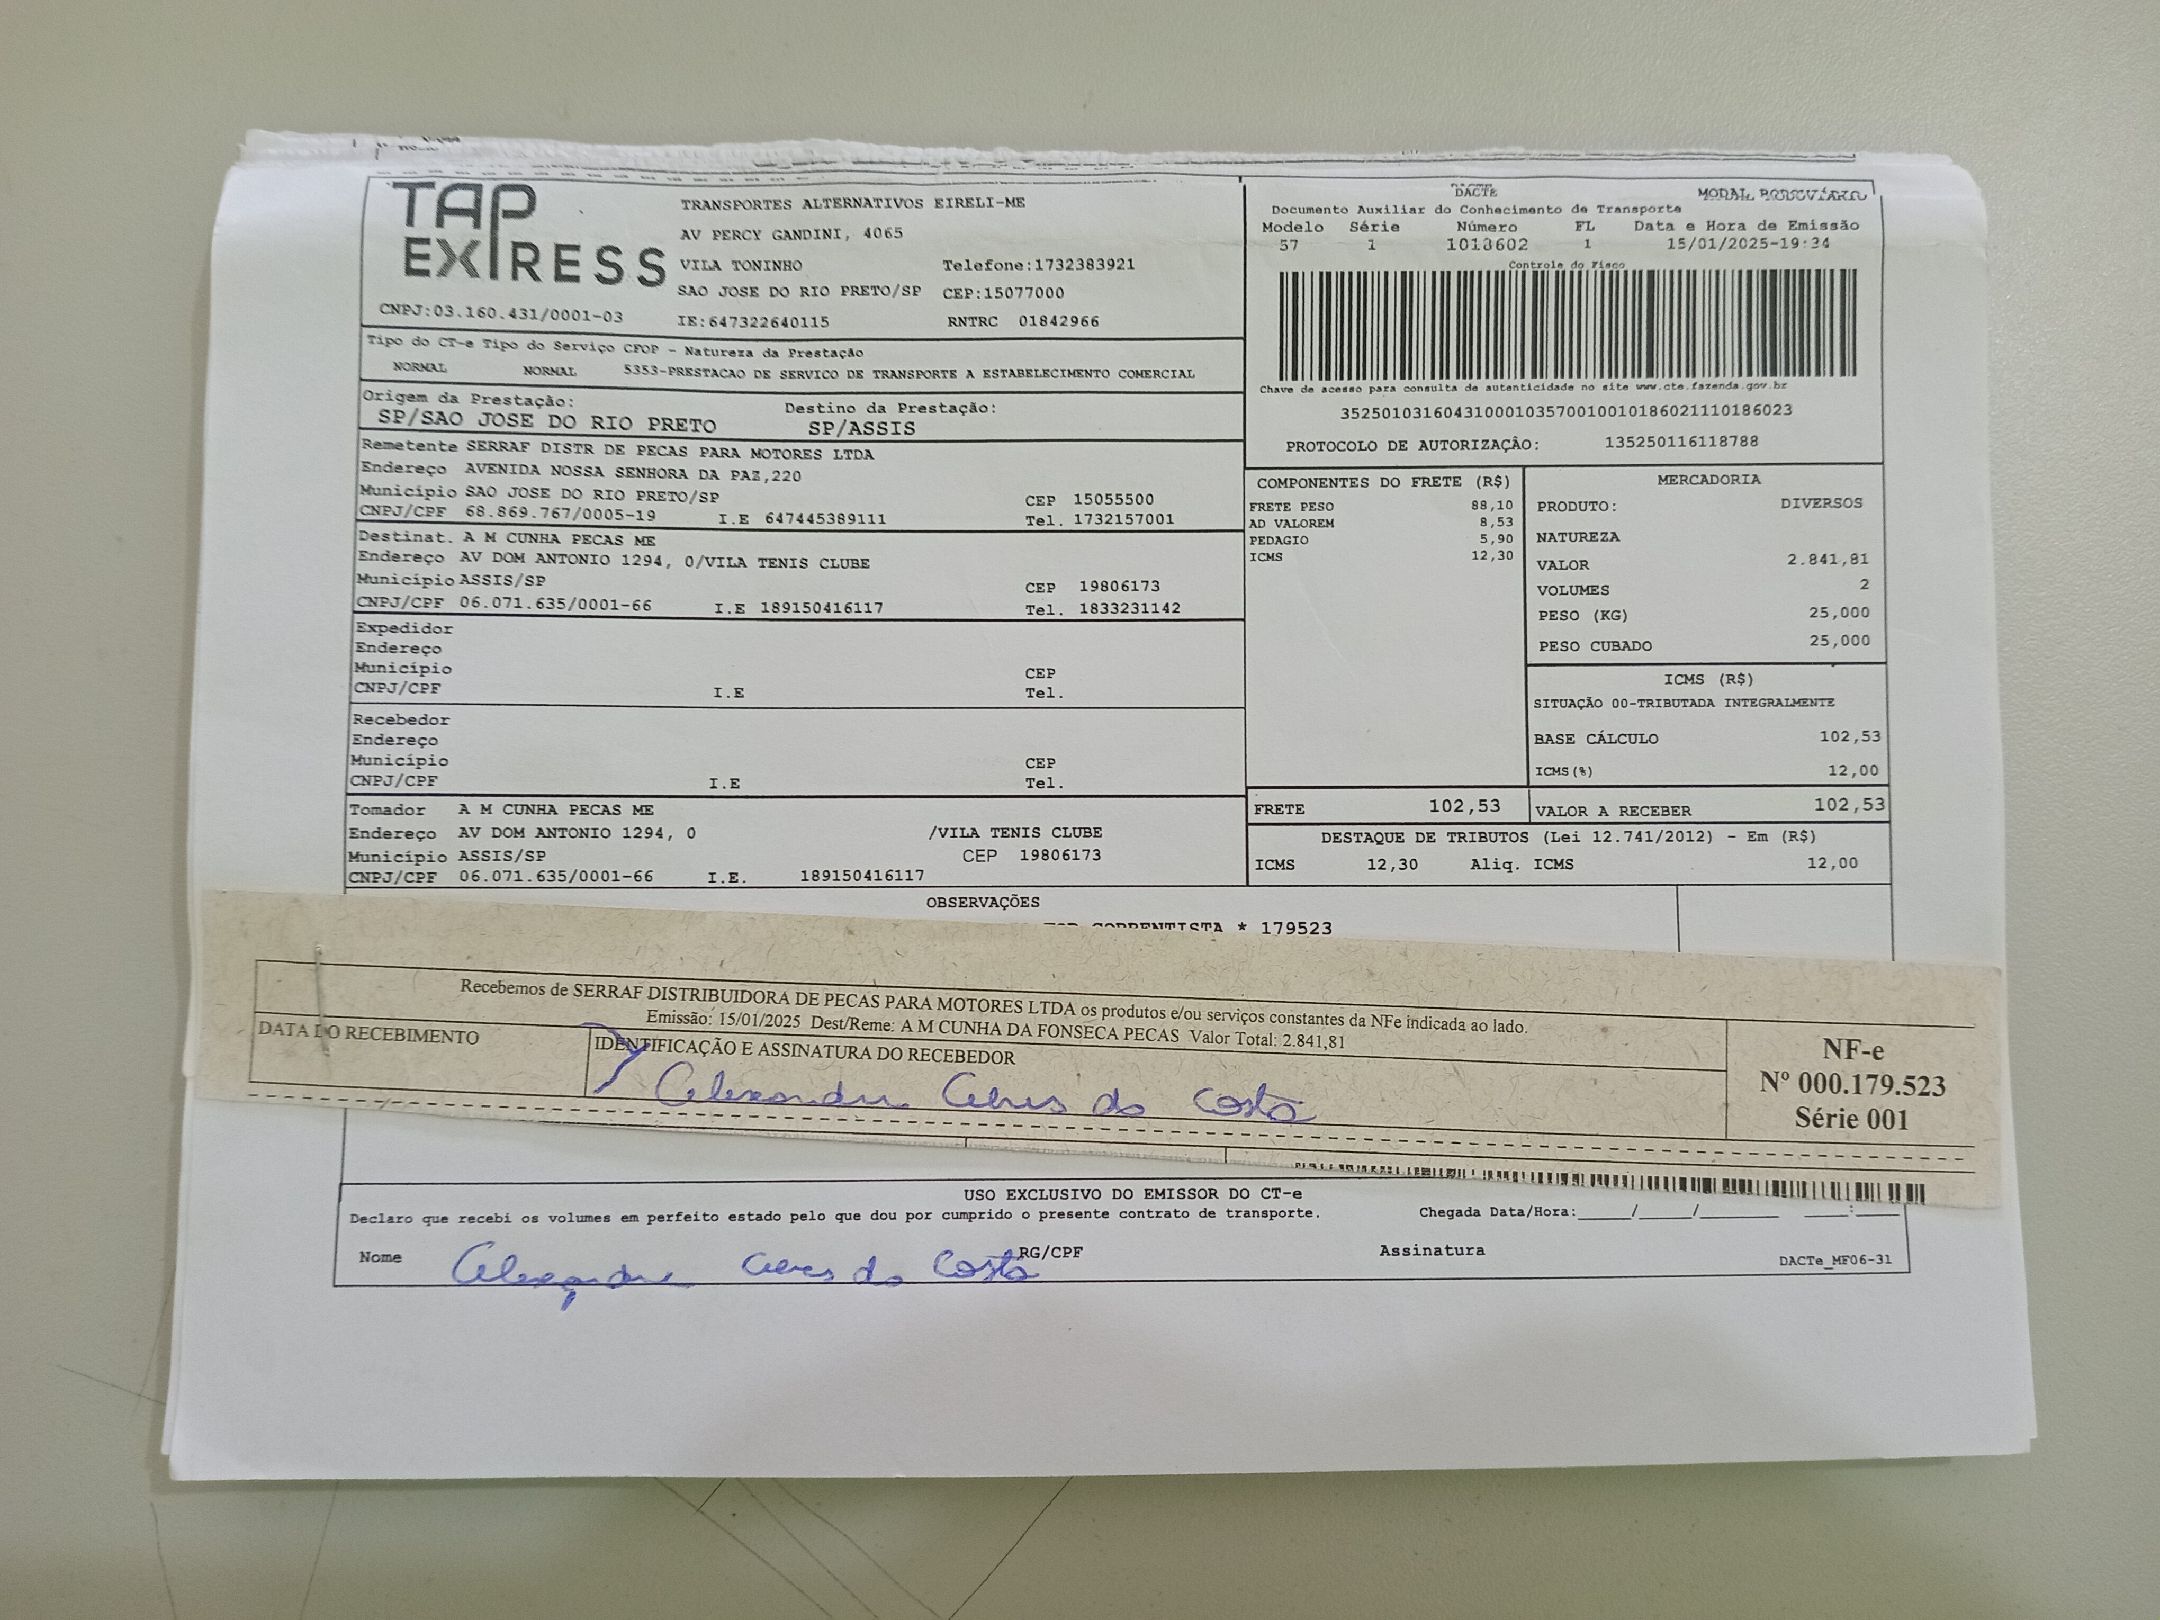 TAP
EXPRESS
TRANSPORTES ALTERNATIVOS EIRELI-ME
AV PERCY GANDINI, 4065
VILA TONINHO Telefone:1732383921
SAO JOSE DO RIO PRETO/SP CEP:15077000
CNPJ:03.160.431/0001-03 IE:647322640115 RNTRC 01842966
DACTE MODAL RODOVIÁRIO
Documento Auxiliar do Conhecimento de Transporte
Modelo Série Número FL Data e Hora de Emissão
57 1 1018602 1 15/01/2025-19:34
Controle do Fisco
Chave de acesso para consulta de autenticidade no site www.cte.fazenda.gov.br
35250103160431000103570010010186021110186023
PROTOCOLO DE AUTORIZAÇÃO: 135250116118788
Tipo do CT-e Tipo do Serviço CFOP - Natureza da Prestação
NORMAL NORMAL 5353-PRESTACAO DE SERVICO DE TRANSPORTE A ESTABELECIMENTO COMERCIAL
Origem da Prestação: Destino da Prestação:
SP/SAO JOSE DO RIO PRETO SP/ASSIS
Remetente SERRAF DISTR DE PECAS PARA MOTORES LTDA
Endereço AVENIDA NOSSA SENHORA DA PAZ,220
Município SAO JOSE DO RIO PRETO/SP CEP 15055500
CNPJ/CPF 68.869.767/0005-19 I.E 647445389111 Tel. 1732157001
Destinat. A M CUNHA PECAS ME
Endereço AV DOM ANTONIO 1294, 0/VILA TENIS CLUBE
Município ASSIS/SP CEP 19806173
CNPJ/CPF 06.071.635/0001-66 I.E 189150416117 Tel. 1833231142
Expedidor
Endereço
Município CEP
CNPJ/CPF I.E Tel.
Recebedor
Endereço
Município CEP
CNPJ/CPF I.E Tel.
Tomador A M CUNHA PECAS ME
Endereço AV DOM ANTONIO 1294, 0 /VILA TENIS CLUBE
Município ASSIS/SP CEP 19806173
CNPJ/CPF 06.071.635/0001-66 I.E. 189150416117
COMPONENTES DO FRETE (R$)
FRETE PESO 88,10
AD VALOREM 8,53
PEDAGIO 5,90
ICMS 12,30
MERCADORIA
PRODUTO: DIVERSOS
NATUREZA
VALOR 2.841,81
VOLUMES 2
PESO (KG) 25,000
PESO CUBADO 25,000
ICMS (R$)
SITUAÇÃO 00-TRIBUTADA INTEGRALMENTE
BASE CÁLCULO 102,53
ICMS(%) 12,00
FRETE 102,53 VALOR A RECEBER 102,53
DESTAQUE DE TRIBUTOS (Lei 12.741/2012) - Em (R$)
ICMS 12,30 Aliq. ICMS 12,00
OBSERVAÇÕES
CORRENTISTA * 179523
Recebemos de SERRAF DISTRIBUIDORA DE PECAS PARA MOTORES LTDA os produtos e/ou serviços constantes da NFe indicada ao lado.
Emissão: 15/01/2025 Dest/Reme: A M CUNHA DA FONSECA PECAS Valor Total: 2.841,81
DATA DO RECEBIMENTO IDENTIFICAÇÃO E ASSINATURA DO RECEBEDOR
da Costa
NF-e
Nº 000.179.523
Série 001
USO EXCLUSIVO DO EMISSOR DO CT-e
Declaro que recebi os volumes em perfeito estado pelo que dou por cumprido o presente contrato de transporte. Chegada Data/Hora:_____/_____/________ _____:_____
Nome Alexandre da Costa RG/CPF Assinatura
DACTe_MF06-31